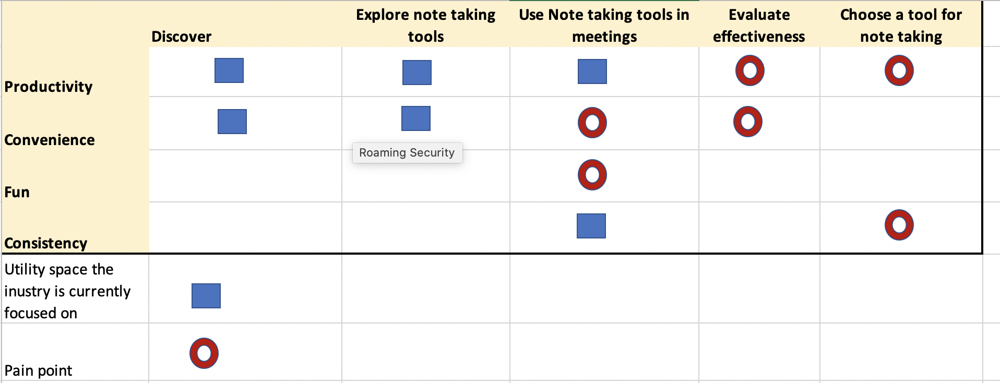 Explore note taking
Use Note taking tools in
Evaluate
Choose a tool for
Discover
tools
meetings
effectiveness
note taking
Productivity
Convenience
Roaming Security
Fun
Consistency
Utility space the
inustry is currently
focused on
Pain point